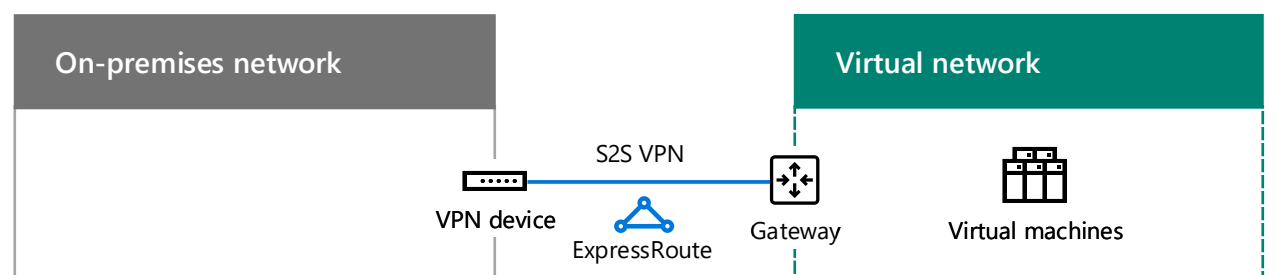 On-premises network
Virtual network
S2S VPN
VPN device
ExpressRoute
Gateway
Virtual machines